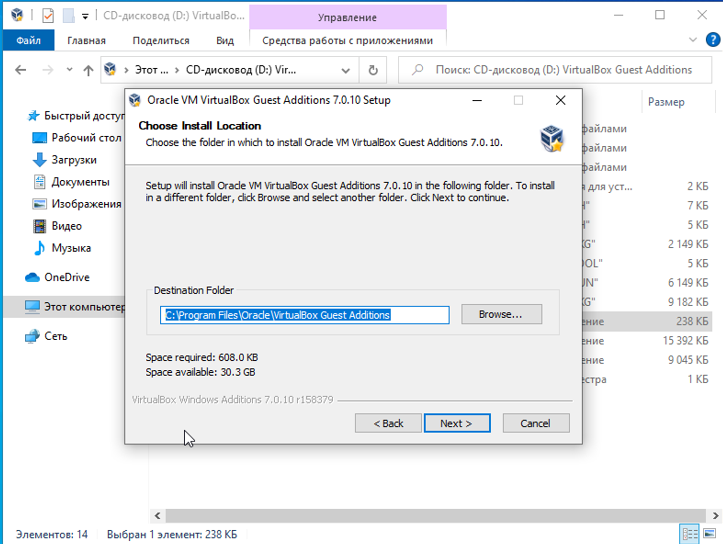 CD-дисковод (D:) VirtualBo...
Управление
Файл
Главная
Поделиться
Вид
Средства работы с приложениями
Этот ...
CD-дисковод (D:) Vir...
Поиск: CD-дисковод (D:) VirtualBox Guest Additions
Быстрый доступ
Рабочий стол
Загрузки
Документы
Изображения
Видео
Музыка
OneDrive
Этот компьютер
Сеть
Oracle VM VirtualBox Guest Additions 7.0.10 Setup
Choose Install Location
Choose the folder in which to install Oracle VM VirtualBox Guest Additions 7.0.10.
Setup will install Oracle VM VirtualBox Guest Additions 7.0.10 in the following folder. To install
in a different folder, click Browse and select another folder. Click Next to continue.
Destination Folder
C:\Program Files\Oracle\VirtualBox Guest Additions
Browse...
Space required: 608.0 KB
Space available: 30.3 GB
VirtualBox Windows Additions 7.0.10 r158379
< Back
Next >
Cancel
Размер
файлами
файлами
файлами
я для уст...
2 КБ
H"
7 КБ
H"
5 КБ
KG"
2 149 КБ
OOL"
5 КБ
UN"
6 149 КБ
KG"
9 182 КБ
ение
238 КБ
ение
15 392 КБ
ение
9 045 КБ
естра
1 КБ
Элементов: 14
Выбран 1 элемент: 238 КБ